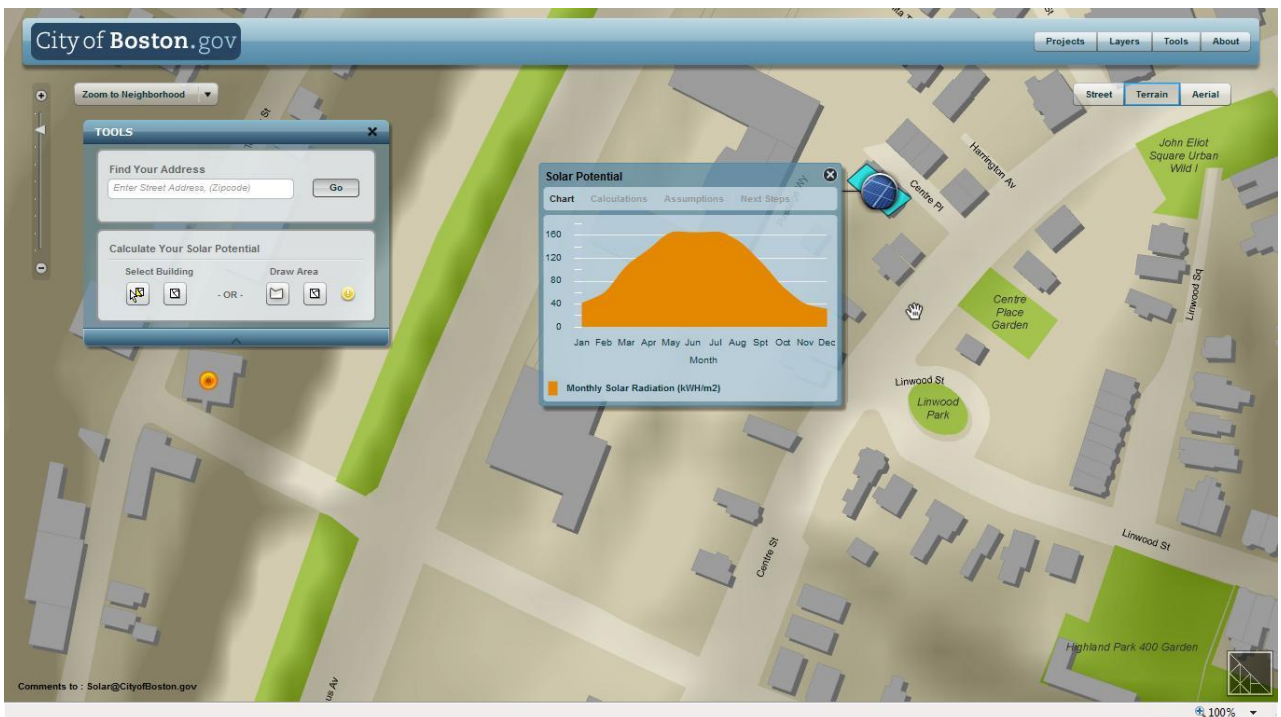 City of Boston.gov
Projects Layers Tools About
Zoom to Neighborhood
Street Terrain Aerial
TOOLS
Find Your Address
Enter Street Address, (Zipcode)
Go
Calculate Your Solar Potential
Select Building
Draw Area
- OR -
Solar Potential
Chart Calculations Assumptions Next Steps
160
120
80
40
0
Jan Feb Mar Apr May Jun Jul Aug Spt Oct Nov Dec
Month
Monthly Solar Radiation (kWH/m2)
St
Harrington Av
Centre Pl
John Eliot
Square Urban
Wild I
Centre
Place
Garden
Linwood Sq
Linwood St
Linwood
Park
Linwood St
Centre St
Highland Park 400 Garden
us Av
Comments to : Solar@CityofBoston.gov
100%